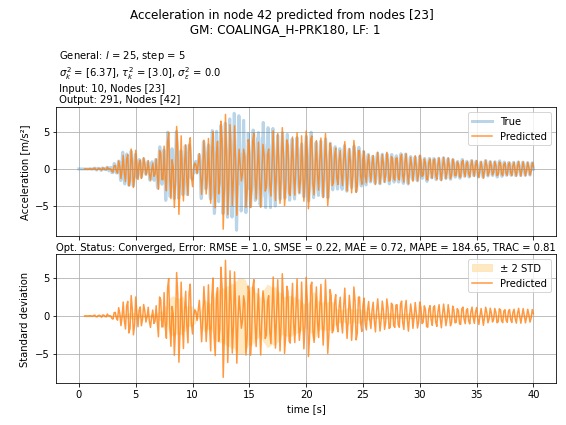 Acceleration in node 42 predicted from nodes [23]
GM: COALINGA_H-PRK180, LF: 1
General: l = 25, step = 5
σ²ₖ = [6.37], τ²ₖ = [3.0], σ²ε = 0.0
Input: 10, Nodes [23]
Output: 291, Nodes [42]
True
Predicted
5
0
−5
Acceleration [m/s²]
Opt. Status: Converged, Error: RMSE = 1.0, SMSE = 0.22, MAE = 0.72, MAPE = 184.65, TRAC = 0.81
± 2 STD
Predicted
5
0
−5
Standard deviation
0 5 10 15 20 25 30 35 40
time [s]